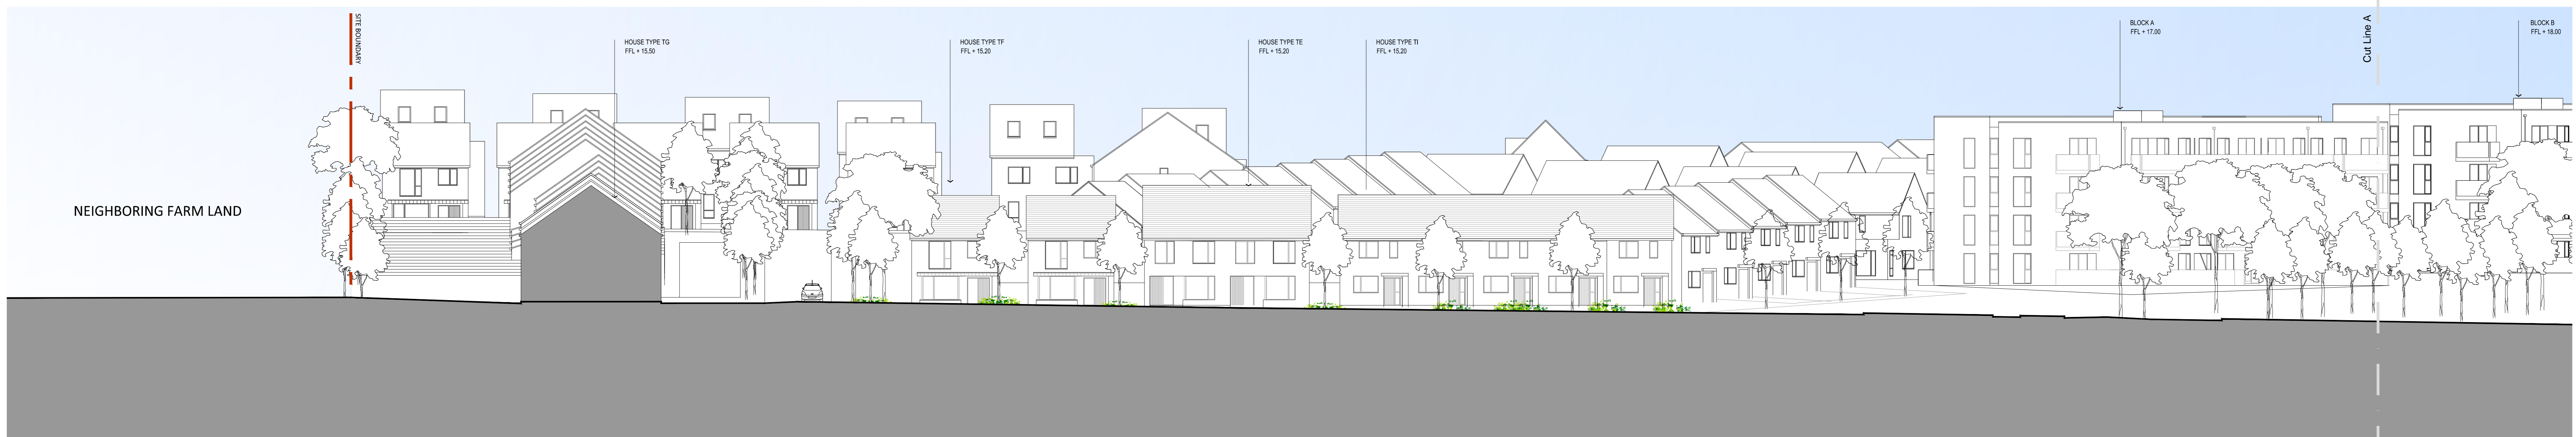 SITE BOUNDARY
HOUSE TYPE TG
FFL + 15.50
HOUSE TYPE TF
FFL + 15.20
HOUSE TYPE TE
FFL + 15.20
HOUSE TYPE TI
FFL + 15.20
BLOCK A
FFL + 17.00
Cut Line A
BLOCK B
FFL + 18.00
NEIGHBORING FARM LAND